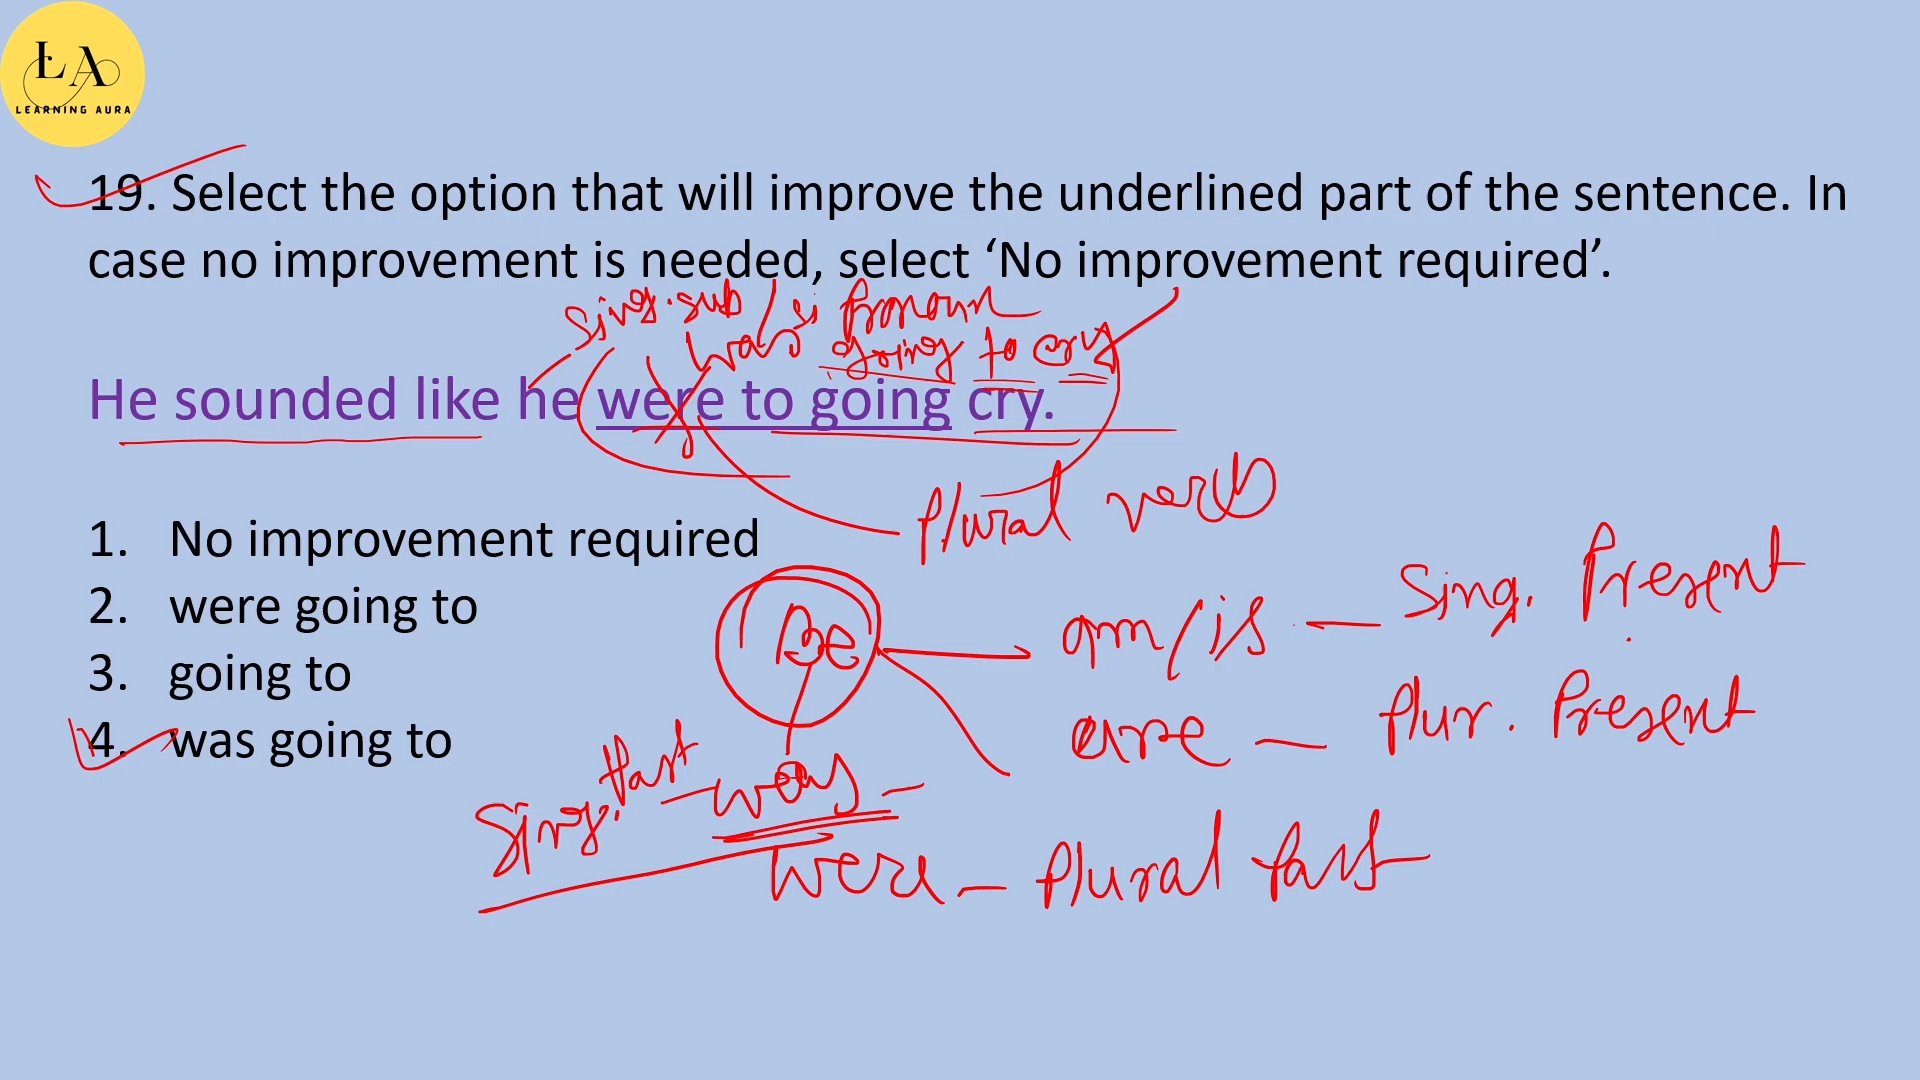 LA
LEARNING AURA
19. Select the option that will improve the underlined part of the sentence. In
case no improvement is needed, select ‘No improvement required’.
Sing. sub / si Pronoun
was going to cry
He sounded like he were to going cry.
Plural verb
1. No improvement required
2. were going to
3. going to
4. was going to
Be
am/is — Sing. Present
are — Plur. Present
Sing. Past — was —
were — Plural Past